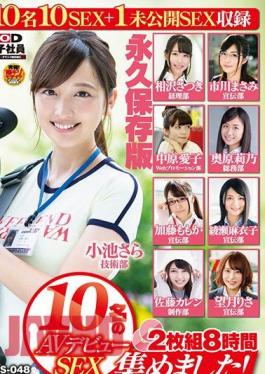 OD
子社員
10名10SEX+1未公開SEX収録
永久保存版
相沢さつき
経理部
市川まさみ
宣伝部
中原愛子
Webプロモーション部
奥原莉乃
総務部
加藤ももか
宣伝部
綾瀬麻衣子
宣伝部
佐藤カレン
制作部
望月りさ
宣伝部
小池さら
技術部
10名の
AVデビュー
SEX
2枚組8時間
集めました!
S-048